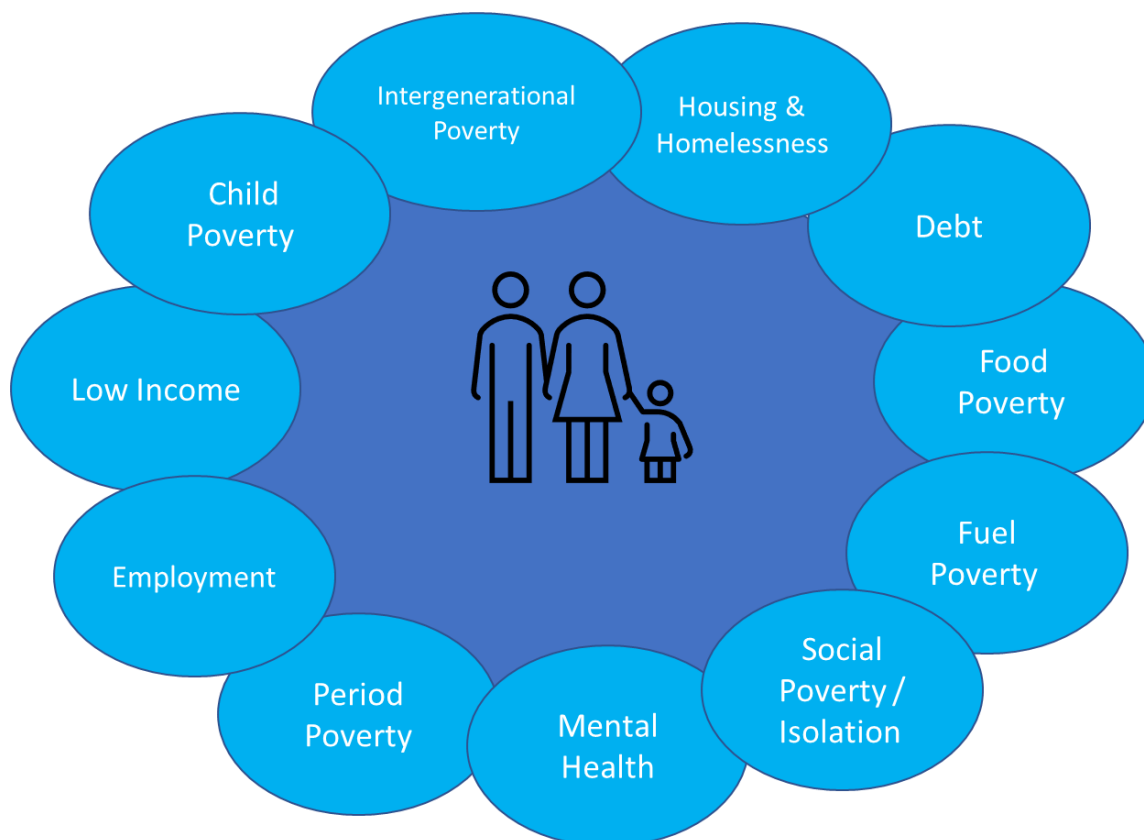 Intergenerational
Poverty
Housing &
Homelessness
Debt
Food
Poverty
Fuel
Poverty
Social
Poverty /
Isolation
Mental
Health
Period
Poverty
Employment
Low Income
Child
Poverty